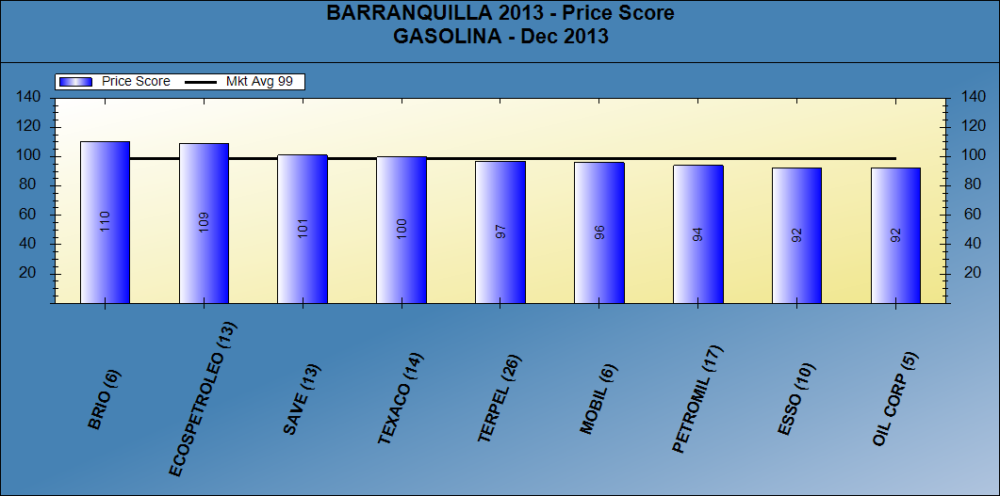 BARRANQUILLA 2013 - Price Score
GASOLINA - Dec 2013
Price Score
Mkt Avg 99
140
120
100
80
60
40
20
140
120
100
80
60
40
20
110
109
101
100
97
96
94
92
92
BRIO (6)
ECOSPETROLEO (13)
SAVE (13)
TEXACO (14)
TERPEL (26)
MOBIL (6)
PETROMIL (17)
ESSO (10)
OIL CORP (5)